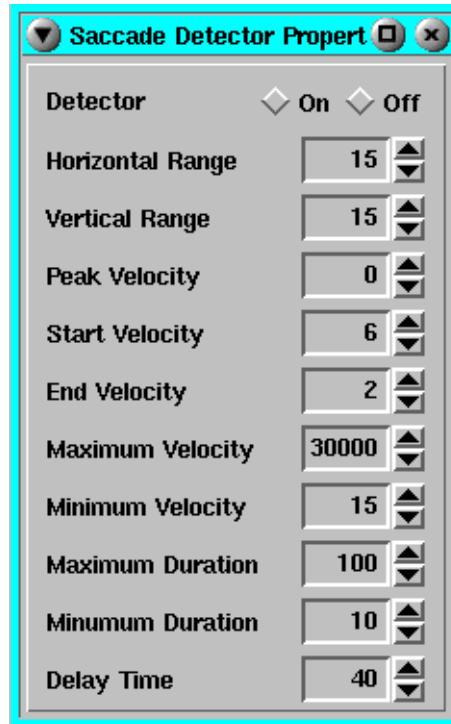 Saccade Detector Propert
Detector On Off
Horizontal Range 15
Vertical Range 15
Peak Velocity 0
Start Velocity 6
End Velocity 2
Maximum Velocity 30000
Minimum Velocity 15
Maximum Duration 100
Minumum Duration 10
Delay Time 40